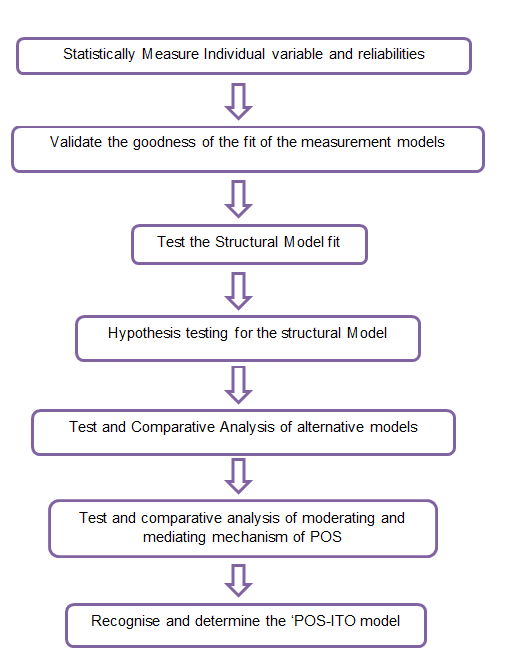 Statistically Measure Individual variable and reliabilities
Validate the goodness of the fit of the measurement models
Test the Structural Model fit
Hypothesis testing for the structural Model
Test and Comparative Analysis of alternative models
Test and comparative analysis of moderating and
mediating mechanism of POS
Recognise and determine the ‘POS-ITO model